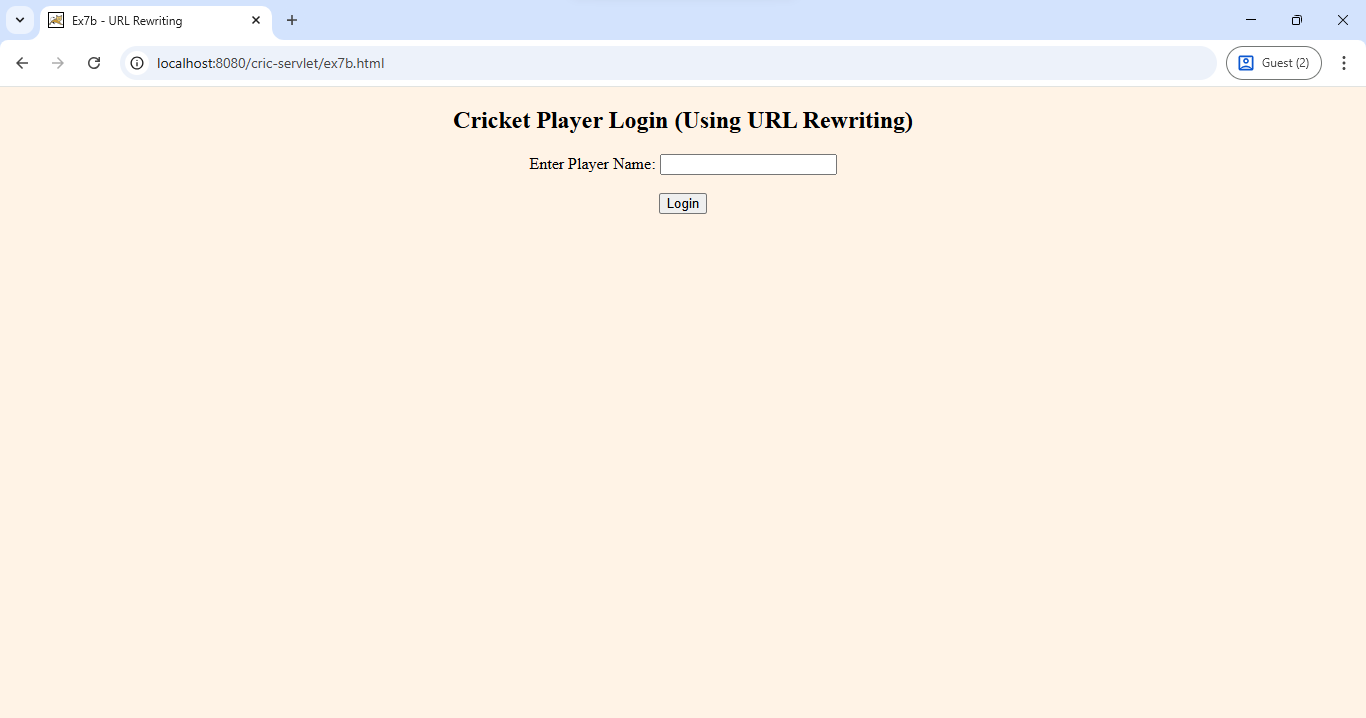 Ex7b - URL Rewriting
localhost:8080/cric-servlet/ex7b.html
Guest (2)
Cricket Player Login (Using URL Rewriting)
Enter Player Name:
Login